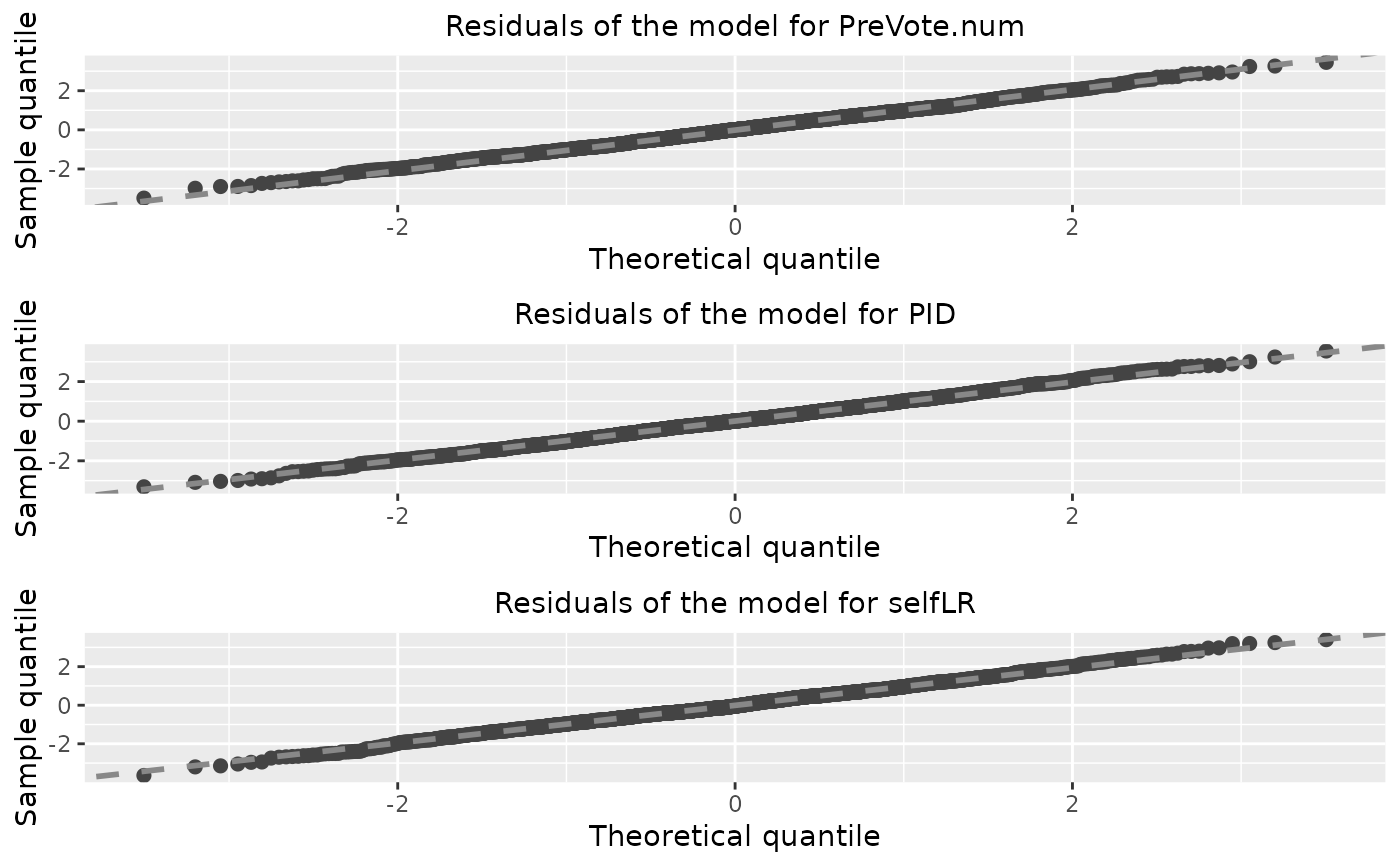 Residuals of the model for PreVote.num
Sample quantile
2
0
-2
-2
0
2
Theoretical quantile
Residuals of the model for PID
Sample quantile
2
0
-2
-2
0
2
Theoretical quantile
Residuals of the model for selfLR
Sample quantile
2
0
-2
-2
0
2
Theoretical quantile